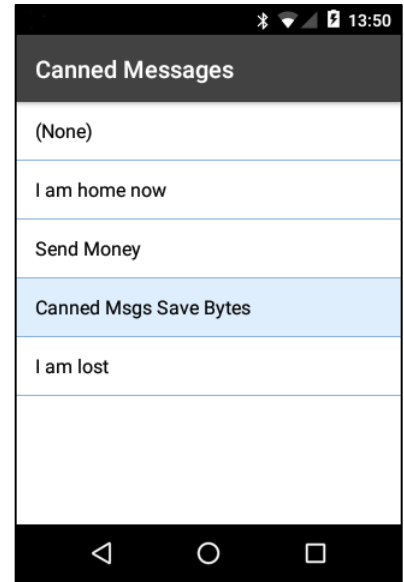 13:50
Canned Messages
(None)
I am home now
Send Money
Canned Msgs Save Bytes
I am lost